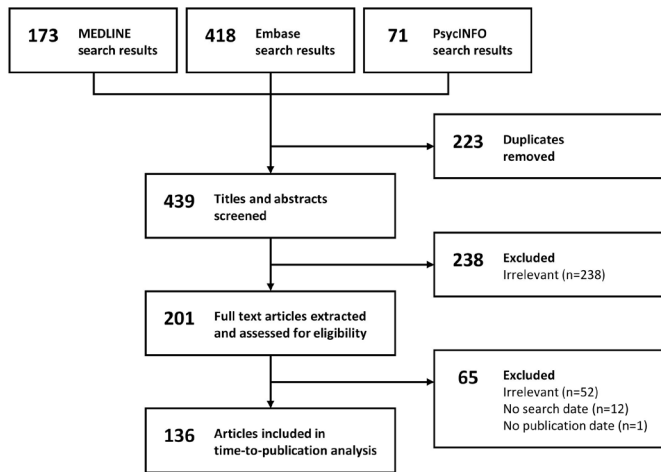 173 MEDLINE
search results
418 Embase
search results
71 PsycINFO
search results
223 Duplicates
removed
439 Titles and abstracts
screened
238 Excluded
Irrelevant (n=238)
201 Full text articles extracted
and assessed for eligibility
65 Excluded
Irrelevant (n=52)
No search date (n=12)
No publication date (n=1)
136 Articles included in
time-to-publication analysis